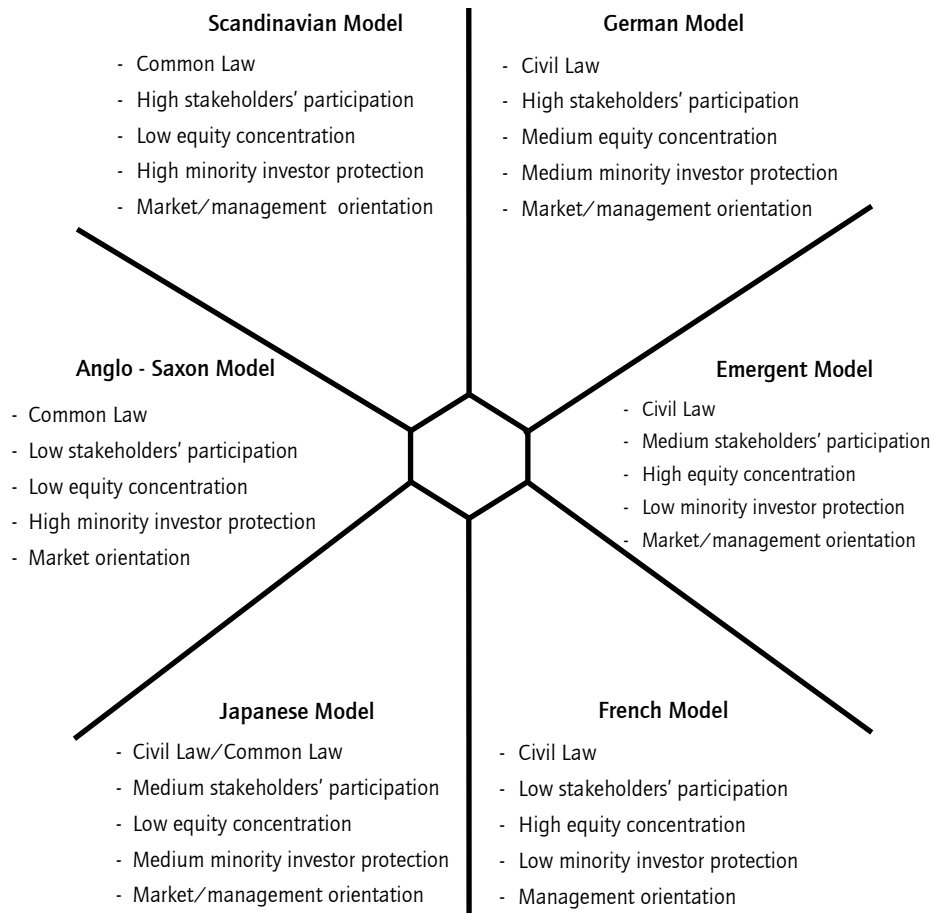 Scandinavian Model
- Common Law
- High stakeholders' participation
- Low equity concentration
- High minority investor protection
- Market/management orientation
German Model
- Civil Law
- High stakeholders' participation
- Medium equity concentration
- Medium minority investor protection
- Market/management orientation
Anglo - Saxon Model
- Common Law
- Low stakeholders' participation
- Low equity concentration
- High minority investor protection
- Market orientation
Emergent Model
- Civil Law
- Medium stakeholders' participation
- High equity concentration
- Low minority investor protection
- Market/management orientation
Japanese Model
- Civil Law/Common Law
- Medium stakeholders' participation
- Low equity concentration
- Medium minority investor protection
- Market/management orientation
French Model
- Civil Law
- Low stakeholders' participation
- High equity concentration
- Low minority investor protection
- Management orientation